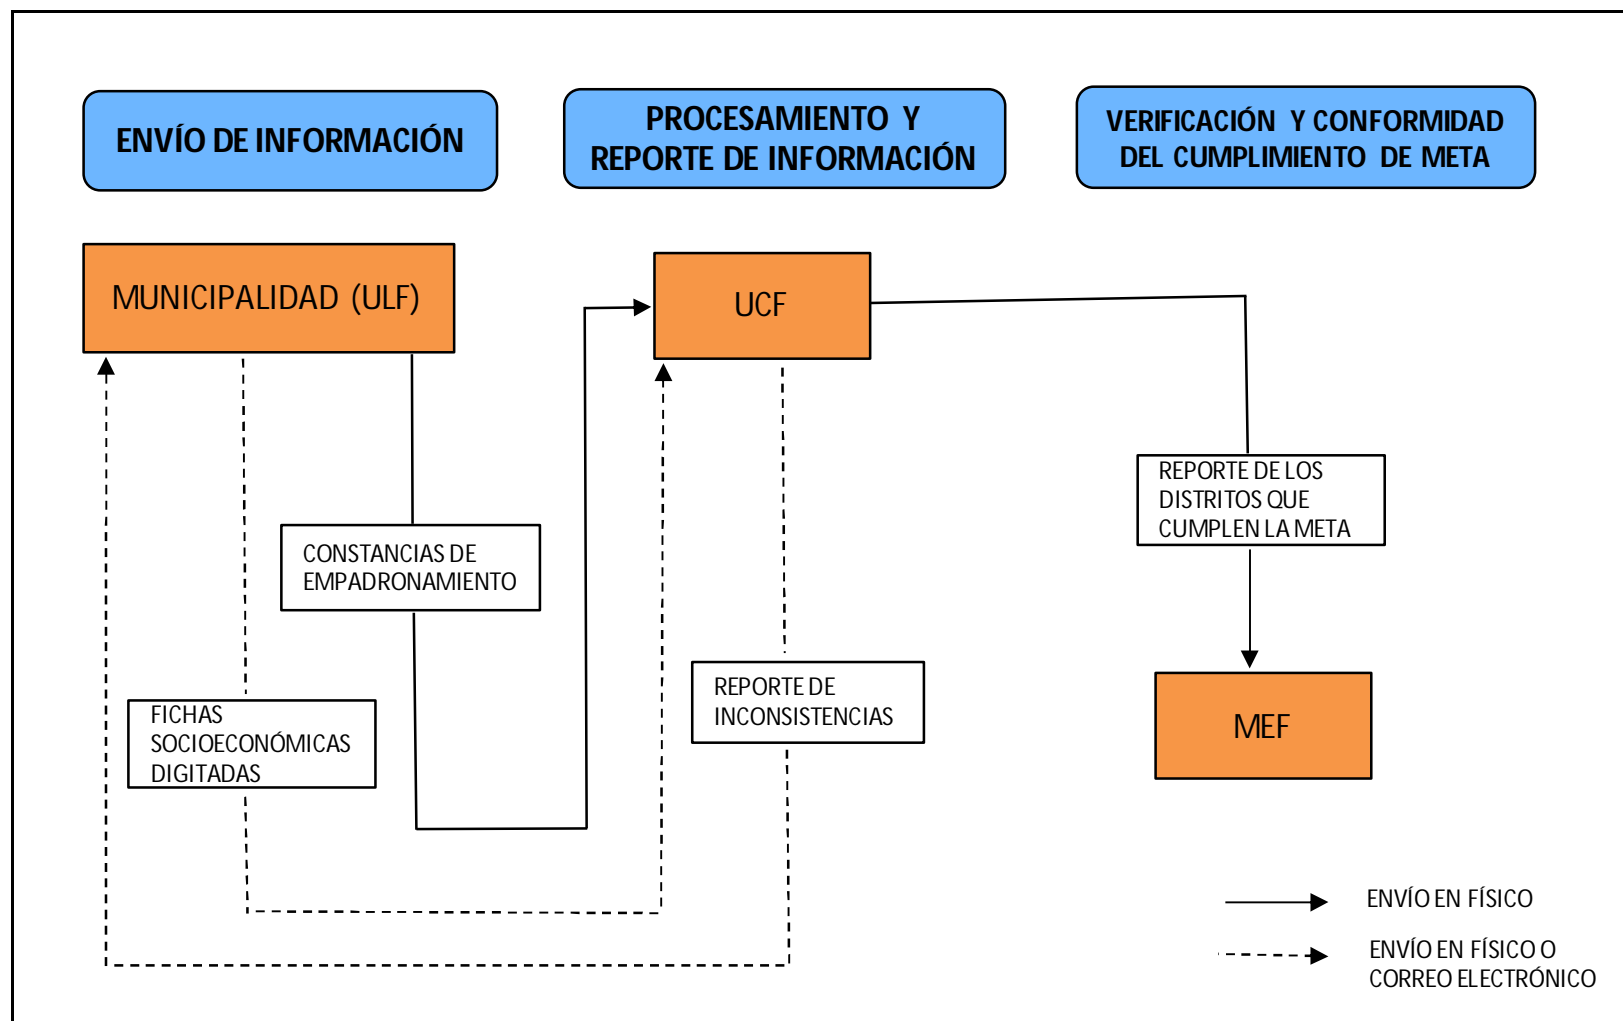 ENVÍO DE INFORMACIÓN
PROCESAMIENTO Y
REPORTE DE INFORMACIÓN
VERIFICACIÓN Y CONFORMIDAD
DEL CUMPLIMIENTO DE META
MUNICIPALIDAD (ULF)
UCF
REPORTE DE LOS
DISTRITOS QUE
CUMPLEN LA META
CONSTANCIAS DE
EMPADRONAMIENTO
REPORTE DE
INCONSISTENCIAS
FICHAS
SOCIOECONÓMICAS
DIGITADAS
MEF
ENVÍO EN FÍSICO
ENVÍO EN FÍSICO O
CORREO ELECTRÓNICO